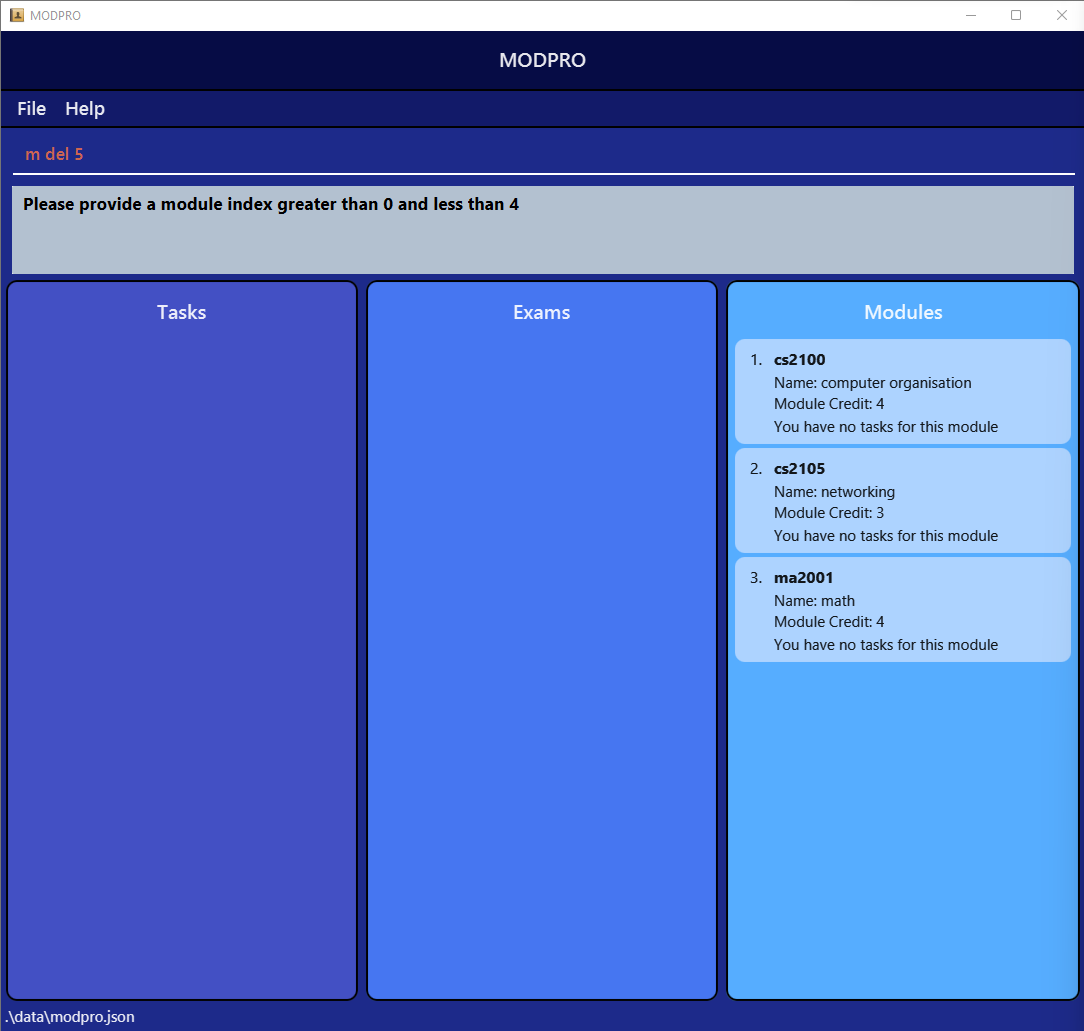 MODPRO
MODPRO
File Help
m del 5
Please provide a module index greater than 0 and less than 4
Tasks
Exams
Modules
1. cs2100
Name: computer organisation
Module Credit: 4
You have no tasks for this module
2. cs2105
Name: networking
Module Credit: 3
You have no tasks for this module
3. ma2001
Name: math
Module Credit: 4
You have no tasks for this module
.\data\modpro.json